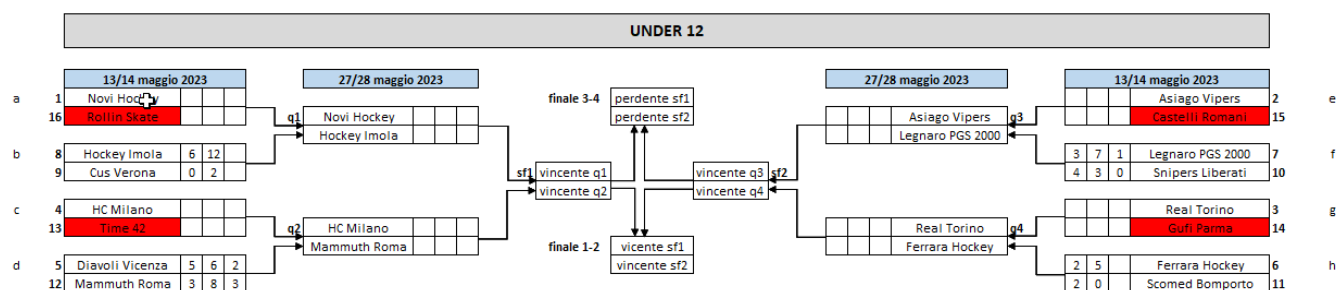 UNDER 12
13/14 maggio 2023
27/28 maggio 2023
27/28 maggio 2023
13/14 maggio 2023
a 1 Novi Hockey
16 Rollin Skate
q1 Novi Hockey
Hockey Imola
b 8 Hockey Imola 6 12
9 Cus Verona 0 2
c 4 HC Milano
13 Time 42
q2 HC Milano
Mammuth Roma
d 5 Diavoli Vicenza 5 6 2
12 Mammuth Roma 3 8 3
finale 3-4 perdente sf1
perdente sf2
sf1 vincente q1
vincente q2
vincente q3 sf2
vincente q4
finale 1-2 vicente sf1
vincente sf2
Asiago Vipers q3
Legnaro PGS 2000
Asiago Vipers 2 e
Castelli Romani 15
3 7 1 Legnaro PGS 2000 7 f
4 3 0 Snipers Liberati 10
Real Torino q4
Ferrara Hockey
Real Torino 3 g
Gufi Parma 14
2 5 Ferrara Hockey 6 h
2 0 Scomed Bomporto 11